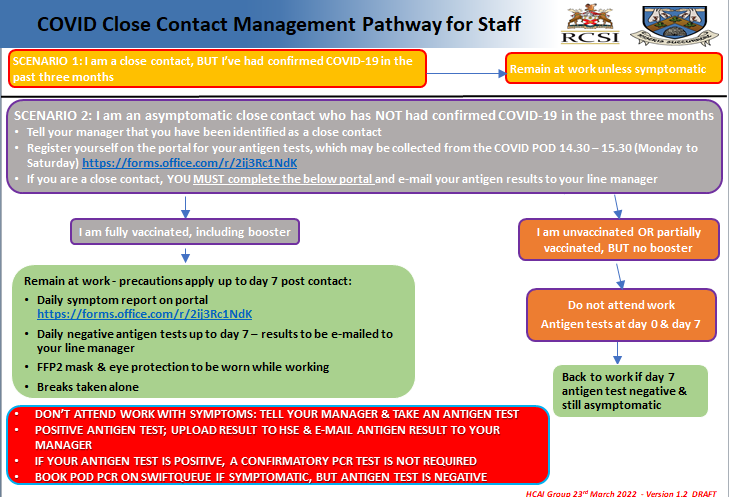 COVID Close Contact Management Pathway for Staff
RCSI
SCENARIO 1: I am a close contact, BUT I've had confirmed COVID-19 in the
past three months
Remain at work unless symptomatic
SCENARIO 2: I am an asymptomatic close contact who has NOT had confirmed COVID-19 in the past three months
• Tell your manager that you have been identified as a close contact
• Register yourself on the portal for your antigen tests, which may be collected from the COVID POD 14.30 – 15.30 (Monday to
Saturday) https://forms.office.com/r/2ij3Rc1NdK
• If you are a close contact, YOU MUST complete the below portal and e-mail your antigen results to your line manager
I am fully vaccinated, including booster
I am unvaccinated OR partially
vaccinated, BUT no booster
Remain at work - precautions apply up to day 7 post contact:
• Daily symptom report on portal
https://forms.office.com/r/2ij3Rc1NdK
• Daily negative antigen tests up to day 7 – results to be e-mailed to
your line manager
• FFP2 mask & eye protection to be worn while working
• Breaks taken alone
Do not attend work
Antigen tests at day 0 & day 7
Back to work if day 7
antigen test negative &
still asymptomatic
• DON'T ATTEND WORK WITH SYMPTOMS: TELL YOUR MANAGER & TAKE AN ANTIGEN TEST
• POSITIVE ANTIGEN TEST; UPLOAD RESULT TO HSE & E-MAIL ANTIGEN RESULT TO YOUR
MANAGER
• IF YOUR ANTIGEN TEST IS POSITIVE, A CONFIRMATORY PCR TEST IS NOT REQUIRED
• BOOK POD PCR ON SWIFTQUEUE IF SYMPTOMATIC, BUT ANTIGEN TEST IS NEGATIVE
HCAI Group 23rd March 2022 - Version 1.2 DRAFT